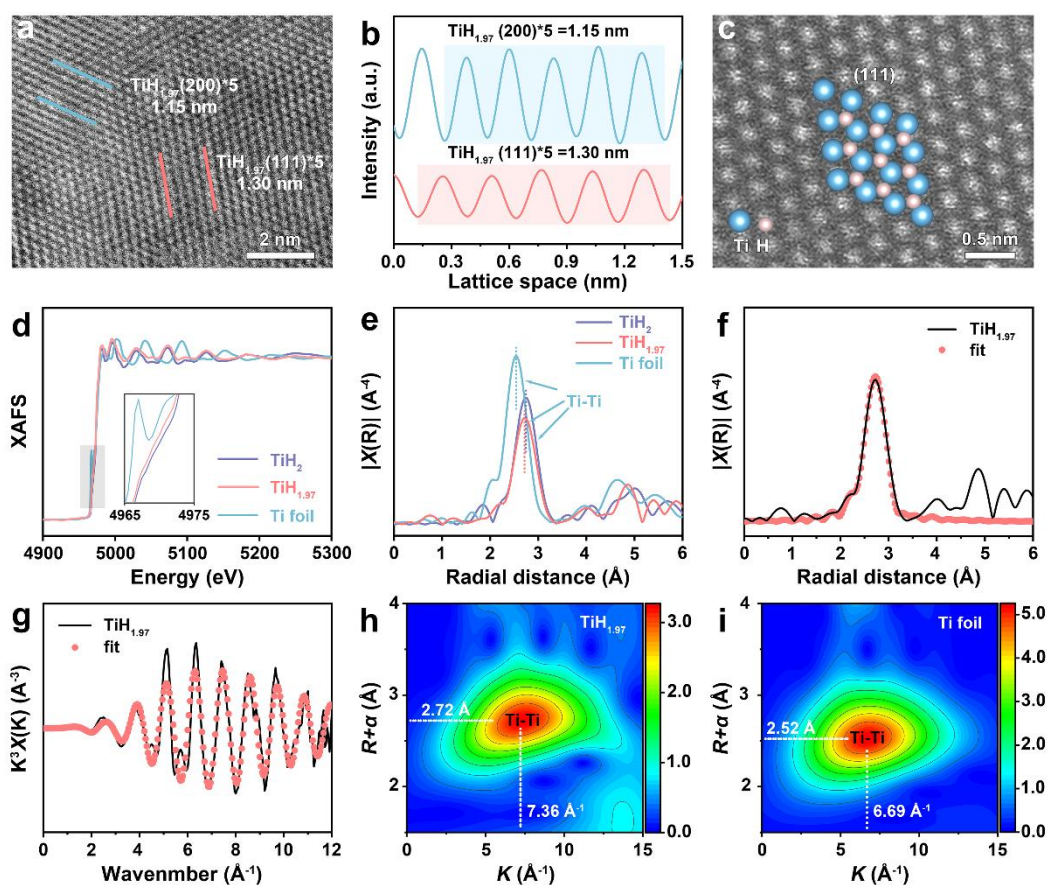 a
TiH1.97(200)*5
1.15 nm
TiH1.97(111)*5
1.30 nm
2 nm
b
TiH1.97 (200)*5 =1.15 nm
TiH1.97 (111)*5 =1.30 nm
Intensity (a.u.)
0.0 0.3 0.6 0.9 1.2 1.5
Lattice space (nm)
c
(111)
Ti H
0.5 nm
d
XAFS
TiH2
TiH1.97
Ti foil
4965 4975
4900 5000 5100 5200 5300
Energy (eV)
e
TiH2
TiH1.97
Ti foil
Ti-Ti
|X(R)| (A-4)
0 1 2 3 4 5 6
Radial distance (Å)
f
TiH1.97
fit
|X(R)| (A-4)
0 1 2 3 4 5 6
Radial distance (Å)
g
TiH1.97
fit
K3X(K) (A-3)
0 2 4 6 8 10 12
Wavenmber (Å-1)
h
TiH1.97
R+α (Å)
4
3
2
2.72 Å
Ti-Ti
7.36 Å-1
0 5 10 15
K (Å-1)
3.0
2.0
1.0
0.0
i
Ti foil
R+α (Å)
4
3
2
2.52 Å
Ti-Ti
6.69 Å-1
0 5 10 15
K (Å-1)
5.0
4.0
3.0
2.0
1.0
0.0